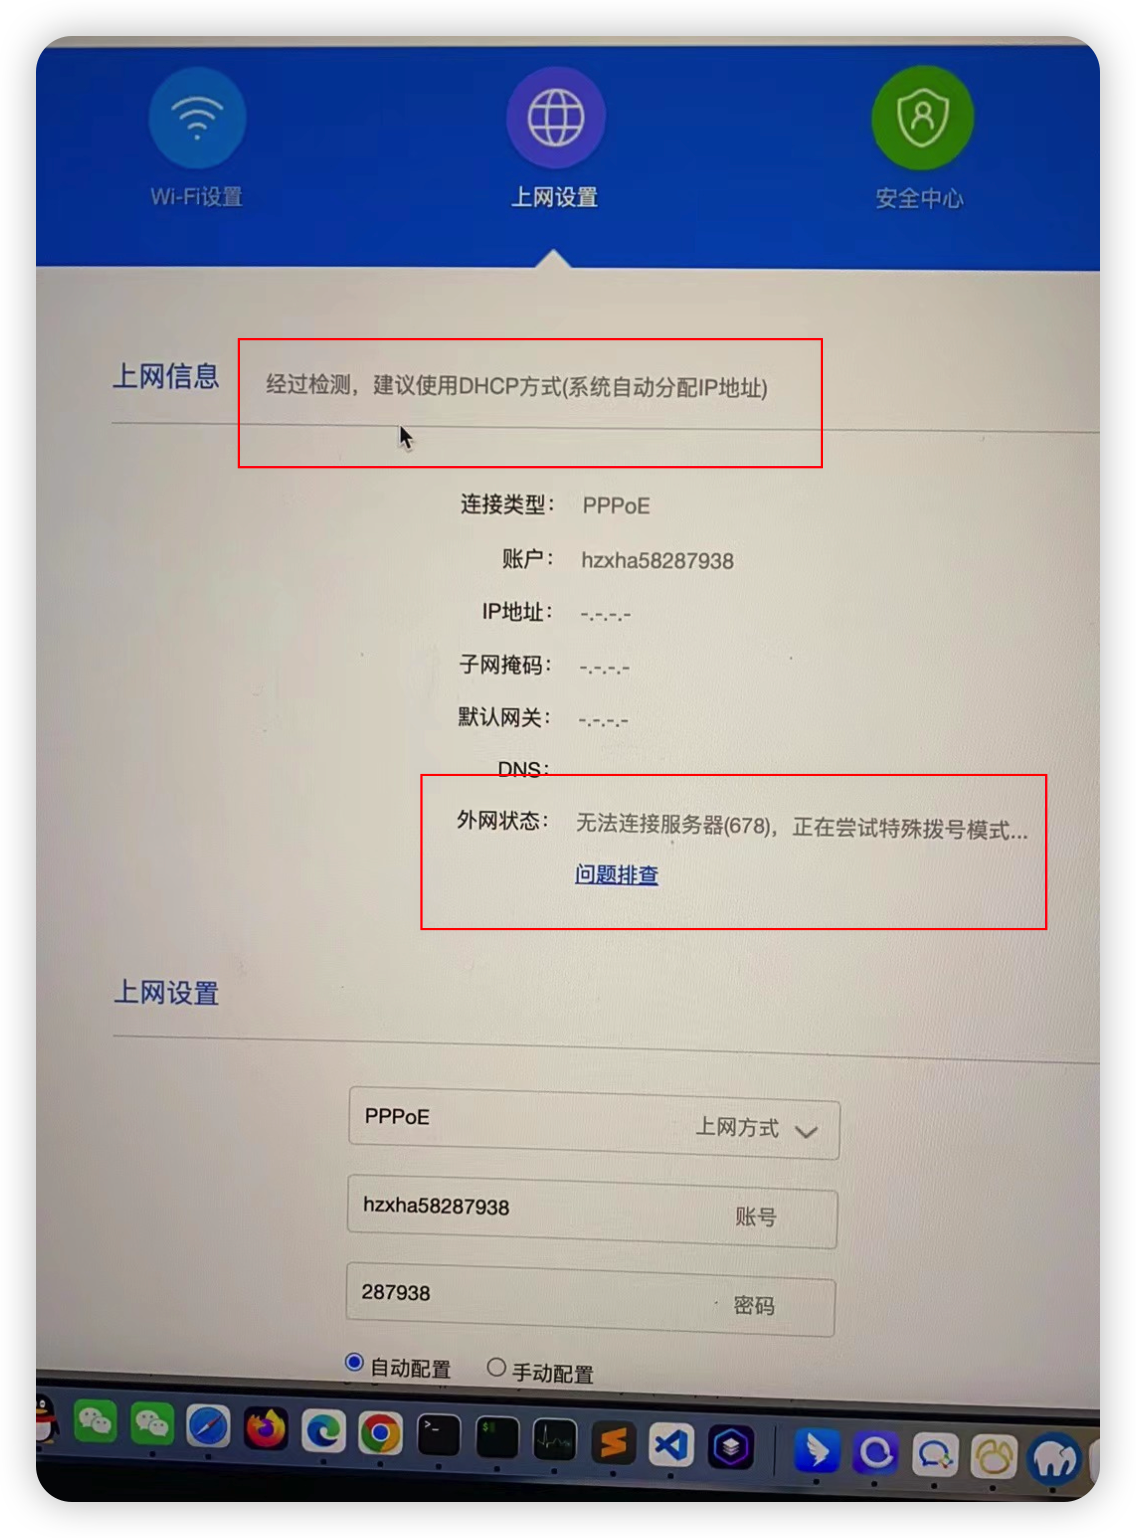 Wi-Fi设置
上网设置
安全中心
上网信息
经过检测，建议使用DHCP方式(系统自动分配IP地址)
连接类型： PPPoE
账户： hzxha58287938
IP地址： -.-.-.-
子网掩码： -.-.-.-
默认网关： -.-.-.-
DNS：
外网状态： 无法连接服务器(678)，正在尝试特殊拨号模式...
问题排查
上网设置
PPPoE 上网方式
hzxha58287938 账号
287938 密码
自动配置 手动配置